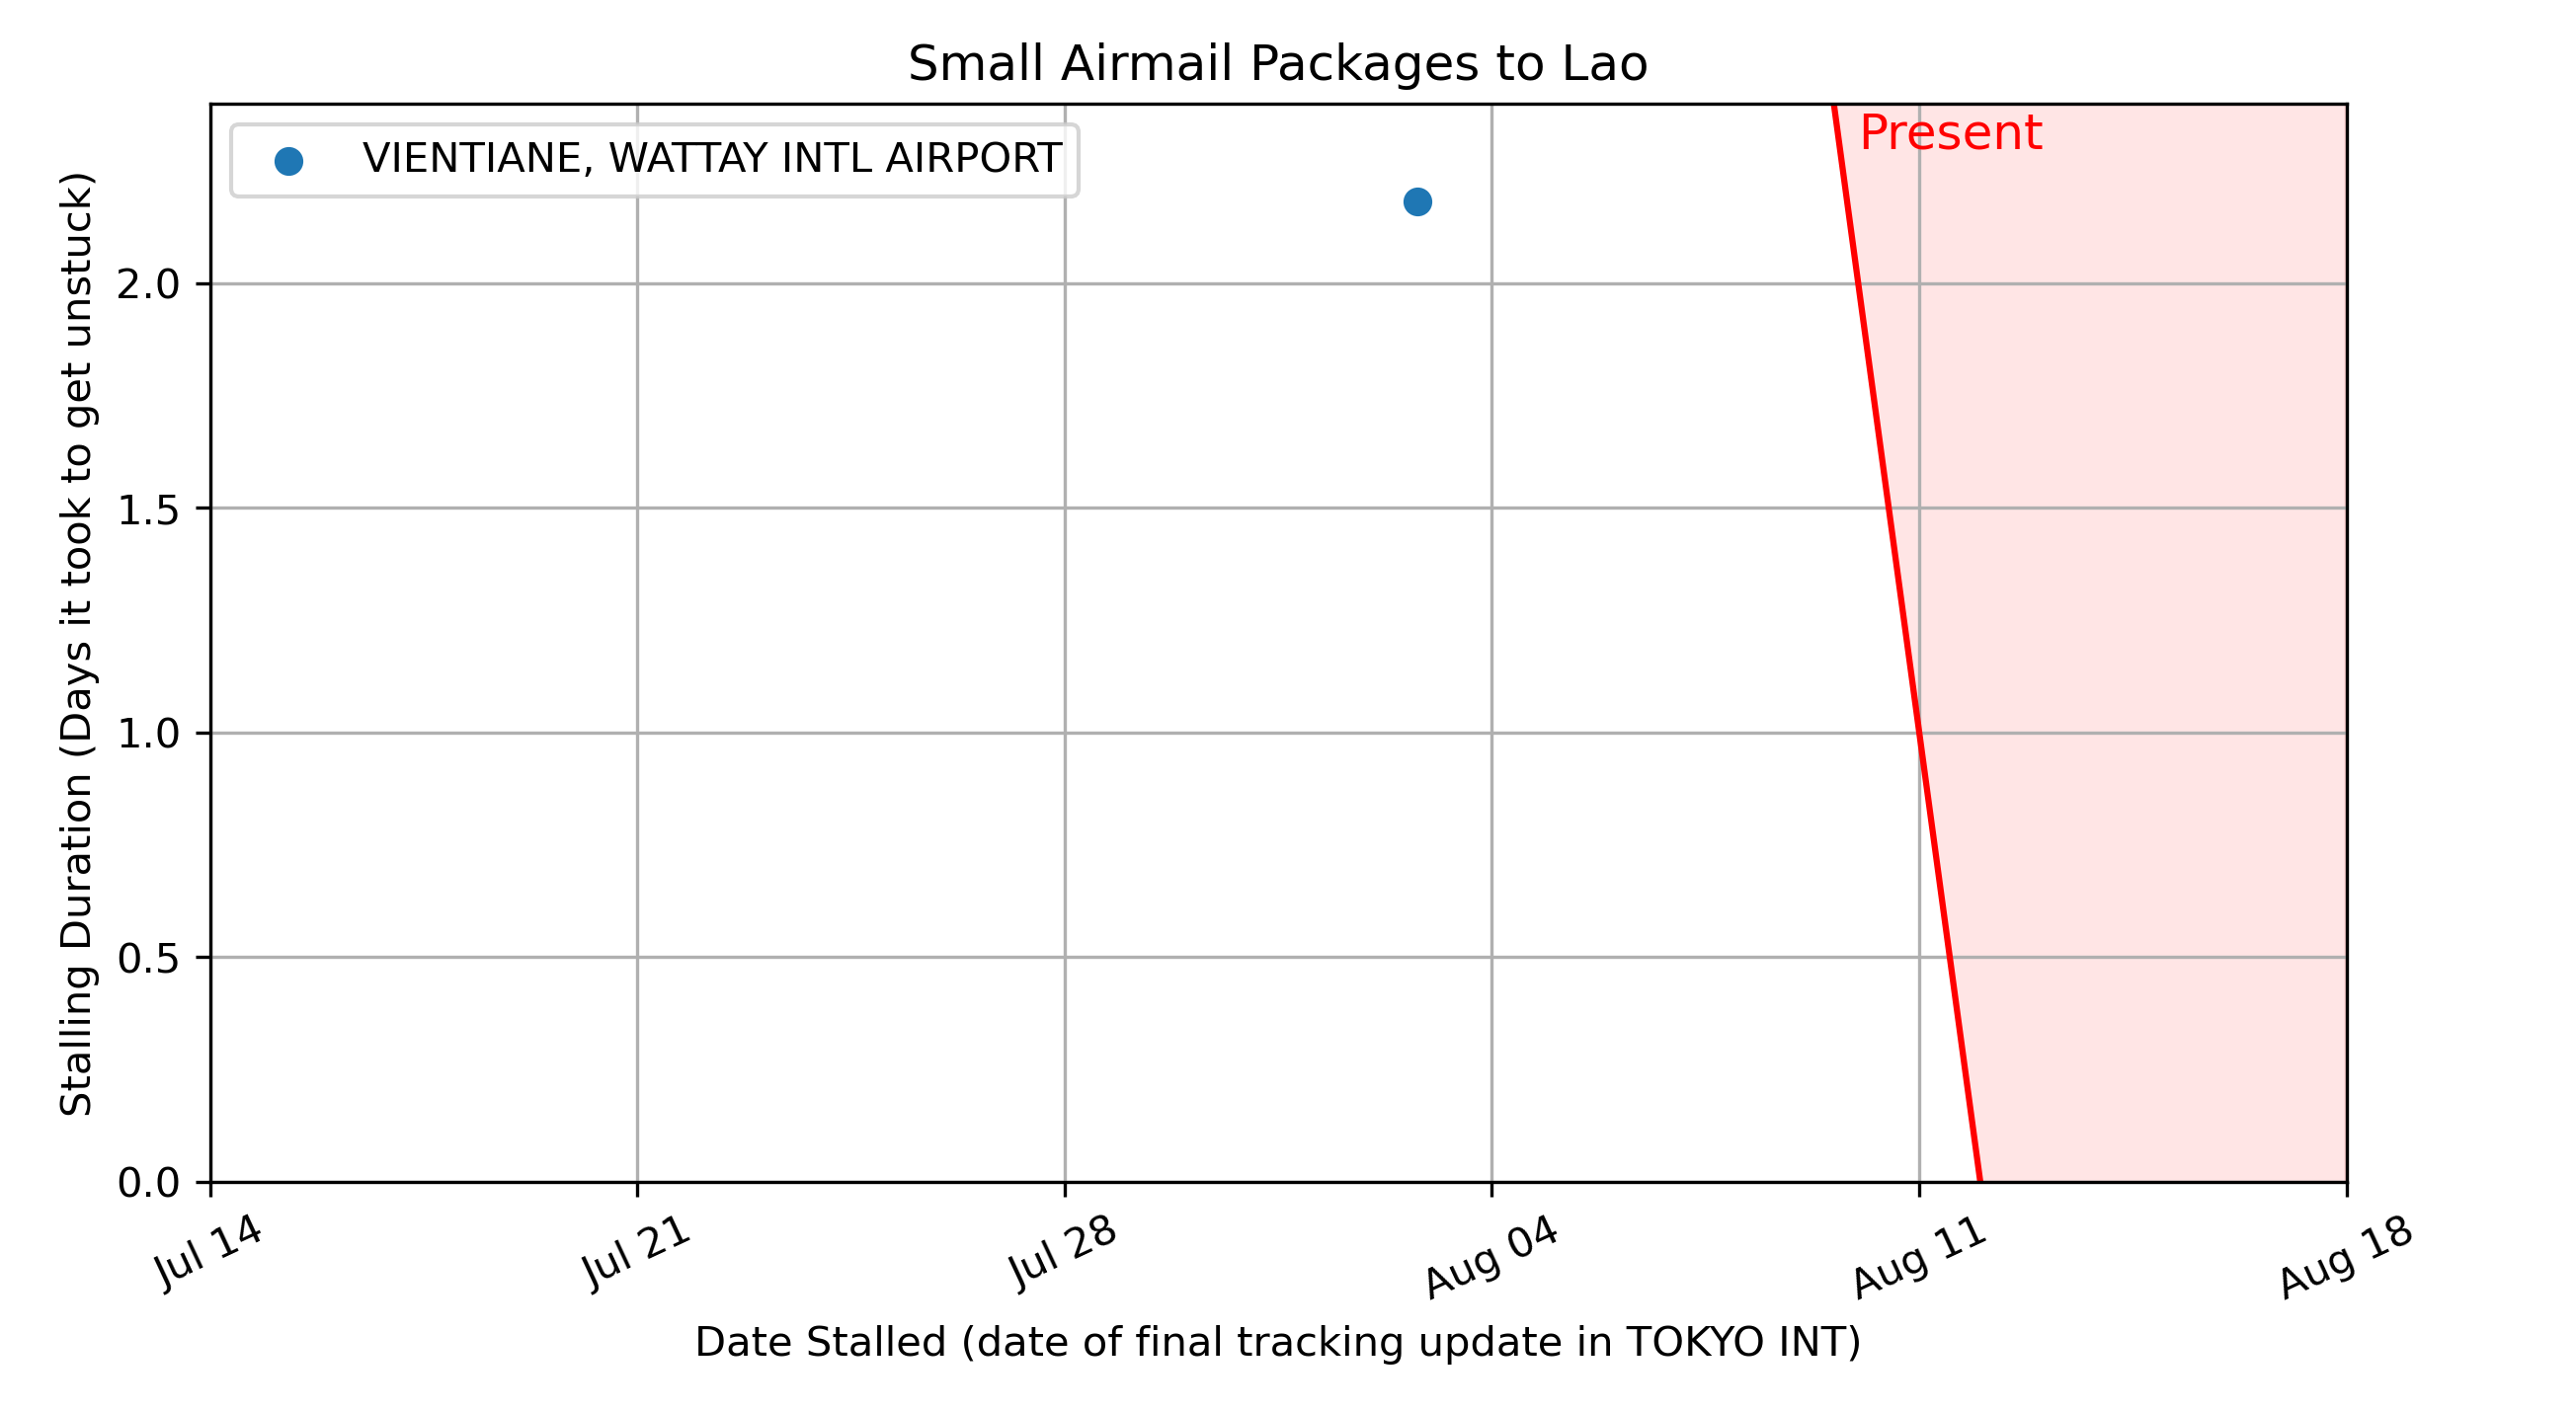 Small Airmail Packages to Lao
VIENTIANE, WATTAY INTL AIRPORT
Present
Stalling Duration (Days it took to get unstuck)
2.0
1.5
1.0
0.5
0.0
Jul 14
Jul 21
Jul 28
Aug 04
Aug 11
Aug 18
Date Stalled (date of final tracking update in TOKYO INT)